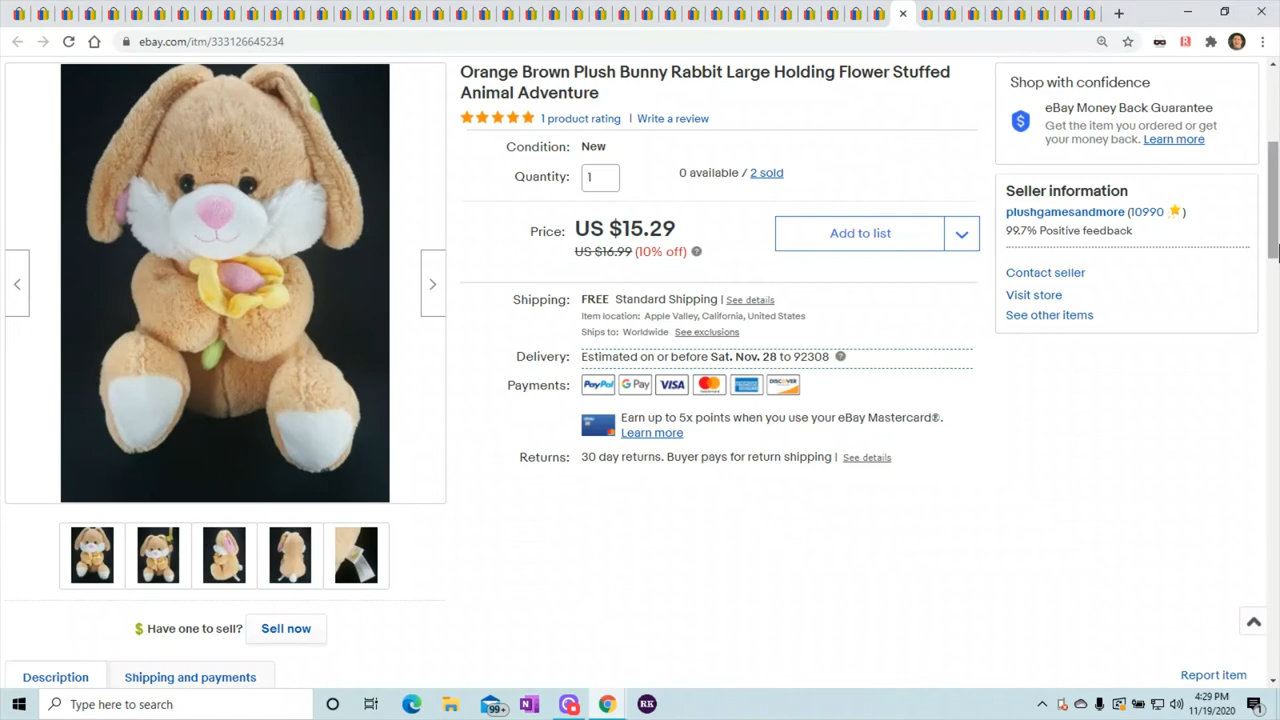 ebay.com/itm/333126645234
Orange Brown Plush Bunny Rabbit Large Holding Flower Stuffed
Animal Adventure
1 product rating | Write a review
Condition: New
Quantity: 1 0 available / 2 sold
Price: US $15.29
US $16.99 (10% off) ?
Add to list
Shipping: FREE Standard Shipping | See details
Item location: Apple Valley, California, United States
Ships to: Worldwide See exclusions
Delivery: Estimated on or before Sat. Nov. 28 to 92308 ?
Payments: PayPal G Pay VISA DISCOVER
Earn up to 5x points when you use your eBay Mastercard®.
Learn more
Returns: 30 day returns. Buyer pays for return shipping | See details
Shop with confidence
eBay Money Back Guarantee
Get the item you ordered or get
your money back. Learn more
Seller information
plushgamesandmore (10990 )
99.7% Positive feedback
Contact seller
Visit store
See other items
$ Have one to sell? Sell now
Description
Shipping and payments
Report item
Type here to search
99+
N
RK
4:29 PM
11/19/2020
1